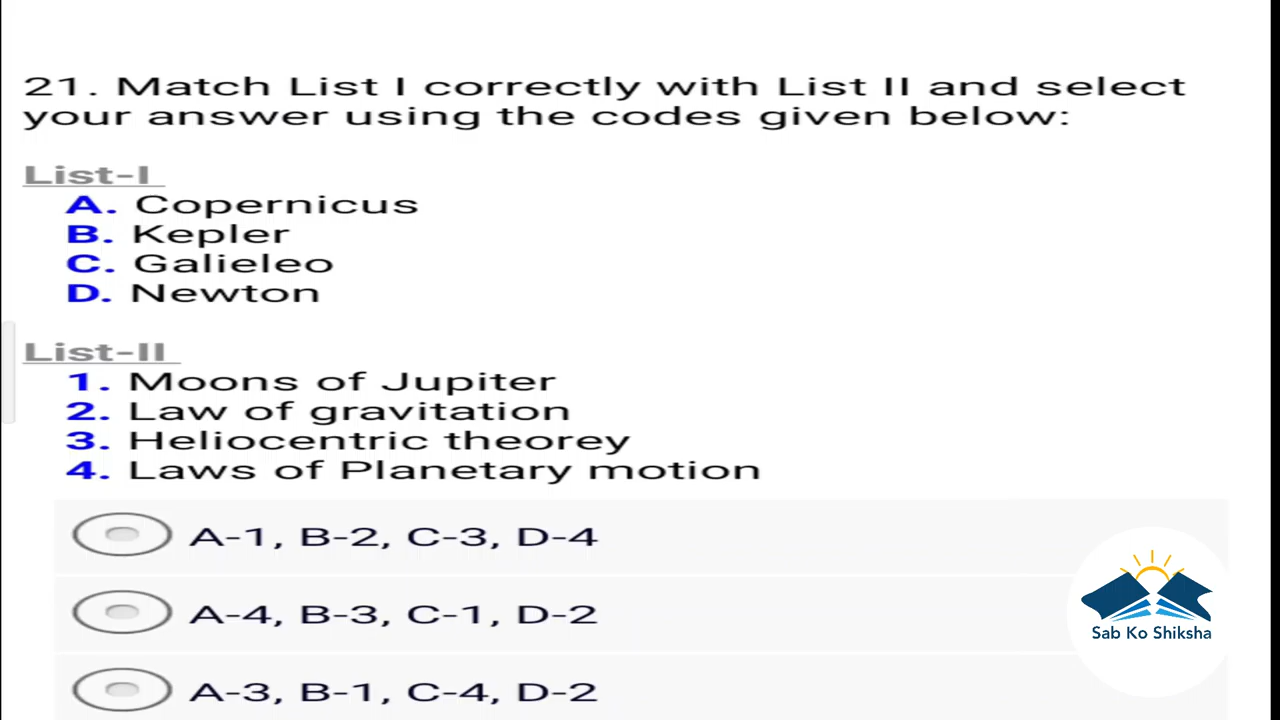 21. Match List I correctly with List II and select
your answer using the codes given below:
List-I
A. Copernicus
B. Kepler
C. Galieleo
D. Newton
List-II
1. Moons of Jupiter
2. Law of gravitation
3. Heliocentric theorey
4. Laws of Planetary motion
A-1, B-2, C-3, D-4
A-4, B-3, C-1, D-2
A-3, B-1, C-4, D-2
Sab Ko Shiksha